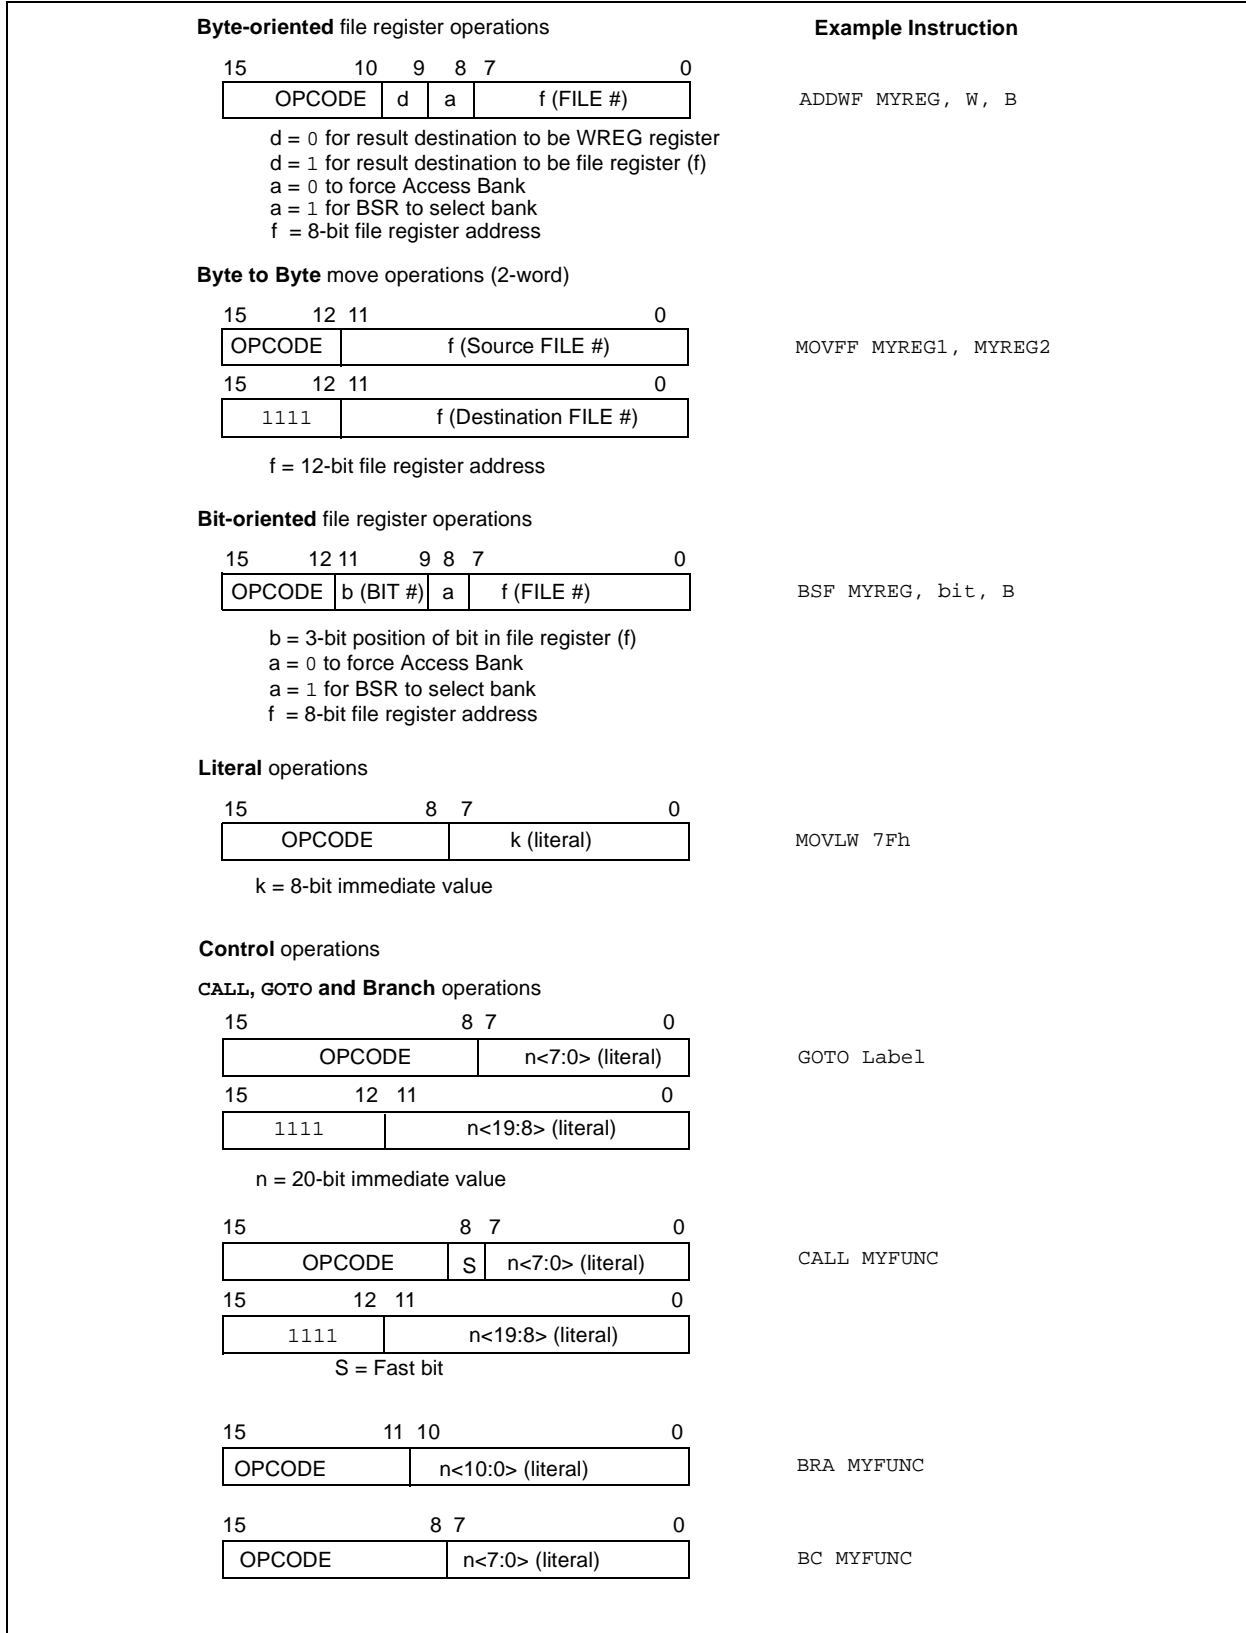 Byte-oriented file register operations Example Instruction
15 10 9 8 7 0
OPCODE d a f (FILE #) ADDWF MYREG, W, B
d = 0 for result destination to be WREG register
d = 1 for result destination to be file register (f)
a = 0 to force Access Bank
a = 1 for BSR to select bank
f = 8-bit file register address
Byte to Byte move operations (2-word)
15 12 11 0
OPCODE f (Source FILE #) MOVFF MYREG1, MYREG2
15 12 11 0
1111 f (Destination FILE #)
f = 12-bit file register address
Bit-oriented file register operations
15 12 11 9 8 7 0
OPCODE b (BIT #) a f (FILE #) BSF MYREG, bit, B
b = 3-bit position of bit in file register (f)
a = 0 to force Access Bank
a = 1 for BSR to select bank
f = 8-bit file register address
Literal operations
15 8 7 0
OPCODE k (literal) MOVLW 7Fh
k = 8-bit immediate value
Control operations
CALL, GOTO and Branch operations
15 8 7 0
OPCODE n<7:0> (literal) GOTO Label
15 12 11 0
1111 n<19:8> (literal)
n = 20-bit immediate value
15 8 7 0
OPCODE S n<7:0> (literal) CALL MYFUNC
15 12 11 0
1111 n<19:8> (literal)
S = Fast bit
15 11 10 0
OPCODE n<10:0> (literal) BRA MYFUNC
15 8 7 0
OPCODE n<7:0> (literal) BC MYFUNC